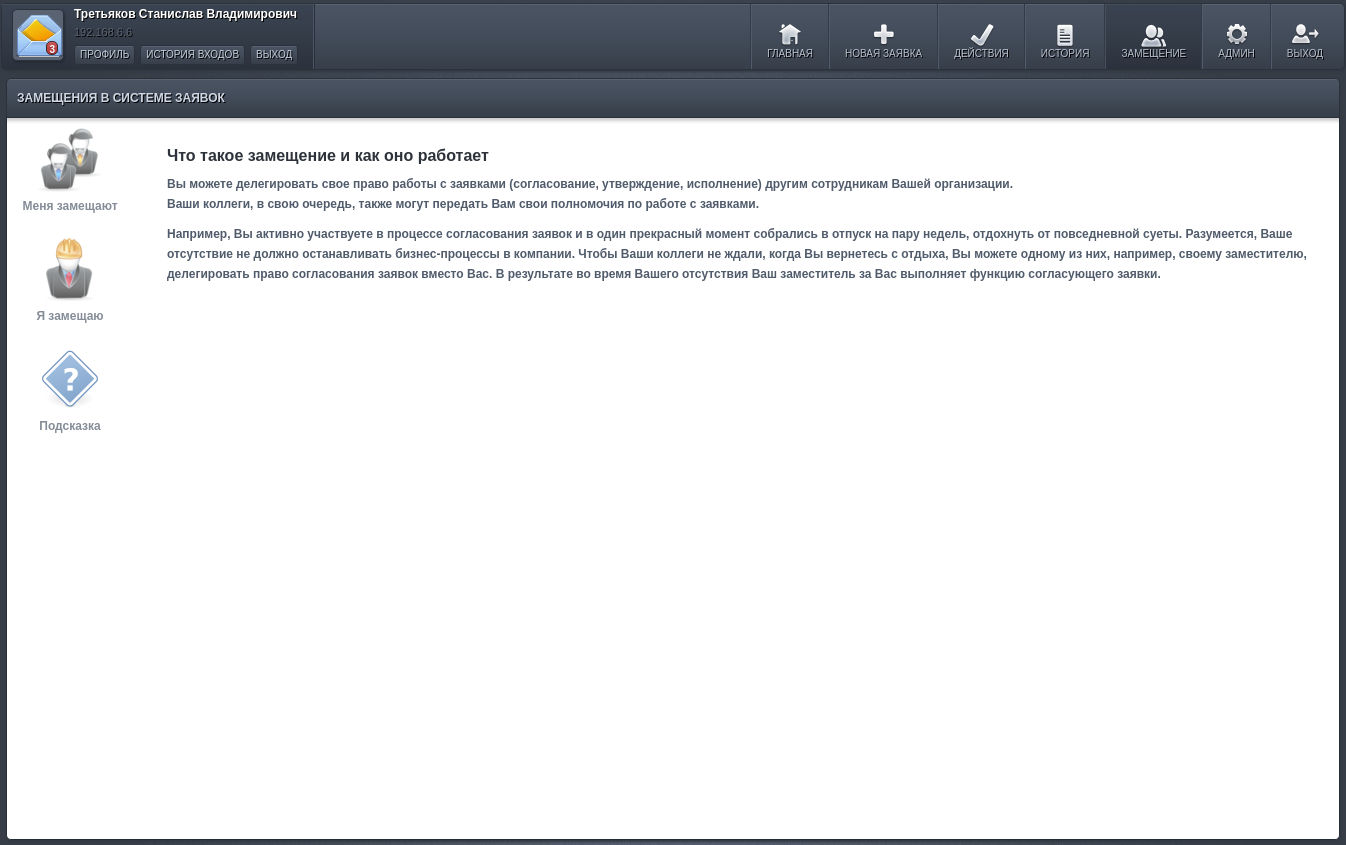 Третьяков Станислав Владимирович
192.168.6.6
3
ПРОФИЛЬ
ИСТОРИЯ ВХОДОВ
ВЫХОД
ГЛАВНАЯ
НОВАЯ ЗАЯВКА
ДЕЙСТВИЯ
ИСТОРИЯ
ЗАМЕЩЕНИЕ
АДМИН
ВЫХОД
ЗАМЕЩЕНИЯ В СИСТЕМЕ ЗАЯВОК
Меня замещают
Я замещаю
?
Подсказка
Что такое замещение и как оно работает
Вы можете делегировать свое право работы с заявками (согласование, утверждение, исполнение) другим сотрудникам Вашей организации.
Ваши коллеги, в свою очередь, также могут передать Вам свои полномочия по работе с заявками.
Например, Вы активно участвуете в процессе согласования заявок и в один прекрасный момент собрались в отпуск на пару недель, отдохнуть от повседневной суеты. Разумеется, Ваше
отсутствие не должно останавливать бизнес-процессы в компании. Чтобы Ваши коллеги не ждали, когда Вы вернетесь с отдыха, Вы можете одному из них, например, своему заместителю,
делегировать право согласования заявок вместо Вас. В результате во время Вашего отсутствия Ваш заместитель за Вас выполняет функцию согласующего заявки.